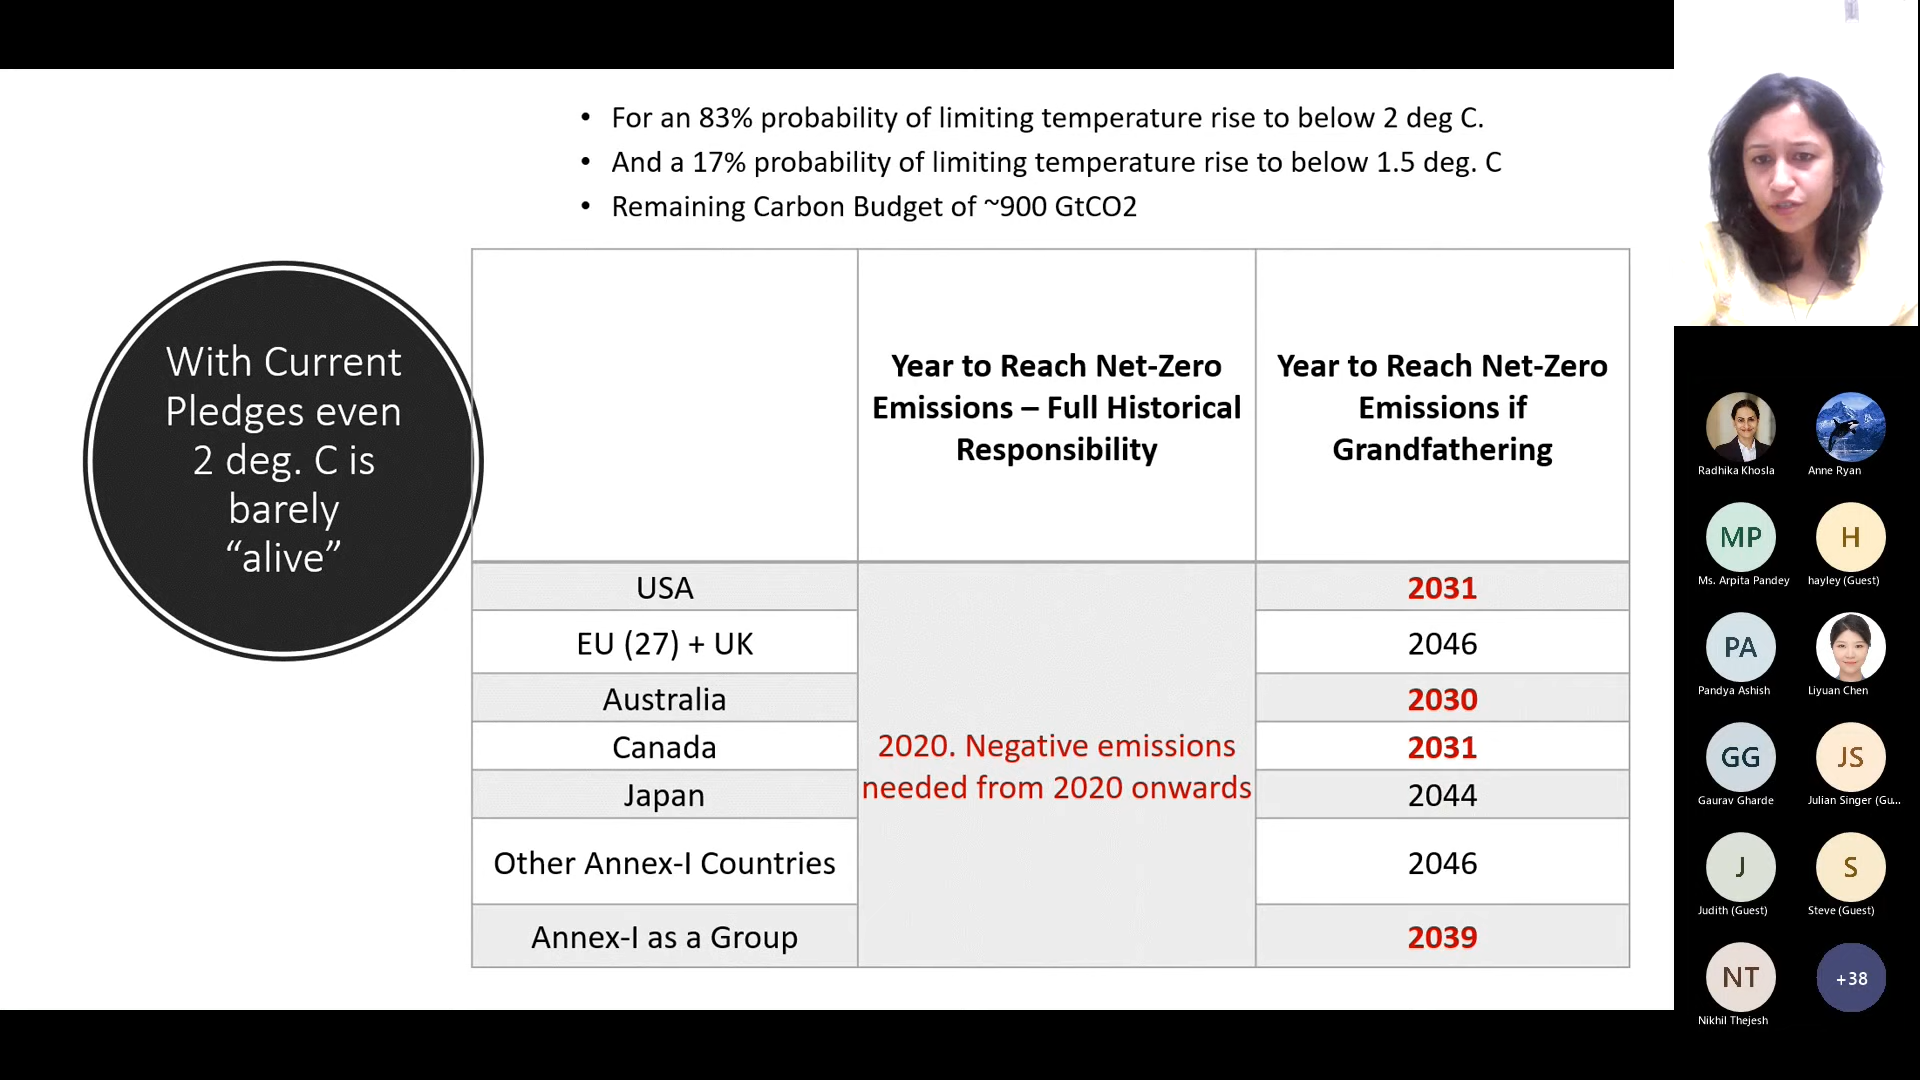 • For an 83% probability of limiting temperature rise to below 2 deg C.
• And a 17% probability of limiting temperature rise to below 1.5 deg. C
• Remaining Carbon Budget of ~900 GtCO2
With Current
Pledges even
2 deg. C is
barely
“alive”
Year to Reach Net-Zero
Emissions – Full Historical
Responsibility
Year to Reach Net-Zero
Emissions if
Grandfathering
USA
2031
EU (27) + UK
2046
Australia
2030
Canada
2031
2020. Negative emissions
needed from 2020 onwards
Japan
2044
Other Annex-I Countries
2046
Annex-I as a Group
2039
Radhika Khosla
Anne Ryan
MP
Ms. Arpita Pandey
H
hayley (Guest)
PA
Pandya Ashish
Liyuan Chen
GG
Gaurav Gharde
JS
Julian Singer (Gu...
J
Judith (Guest)
S
Steve (Guest)
NT
Nikhil Thejesh
+38